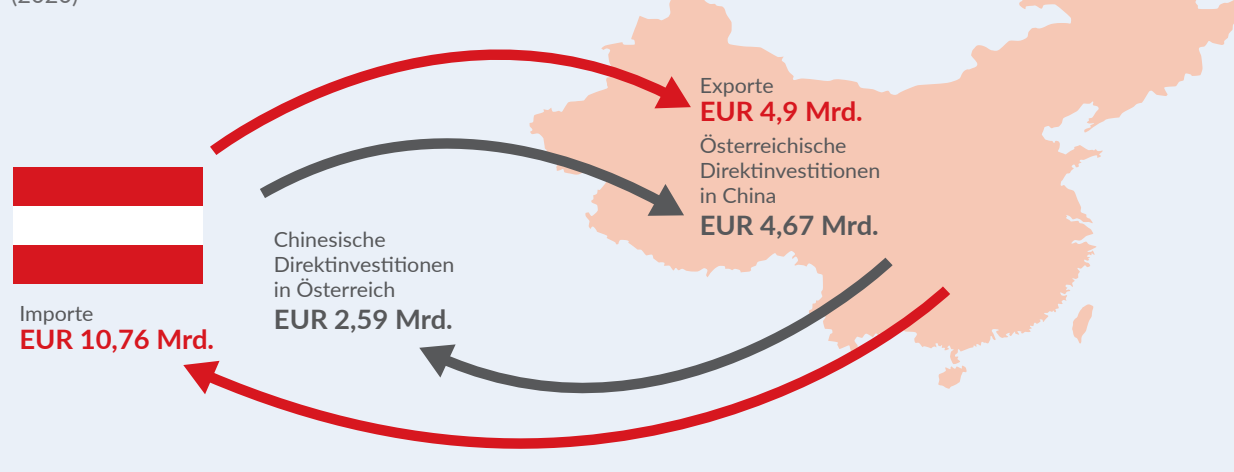 Exporte
EUR 4,9 Mrd.
Österreichische
Direktinvestitionen
in China
EUR 4,67 Mrd.
Chinesische
Direktinvestitionen
in Österreich
EUR 2,59 Mrd.
Importe
EUR 10,76 Mrd.